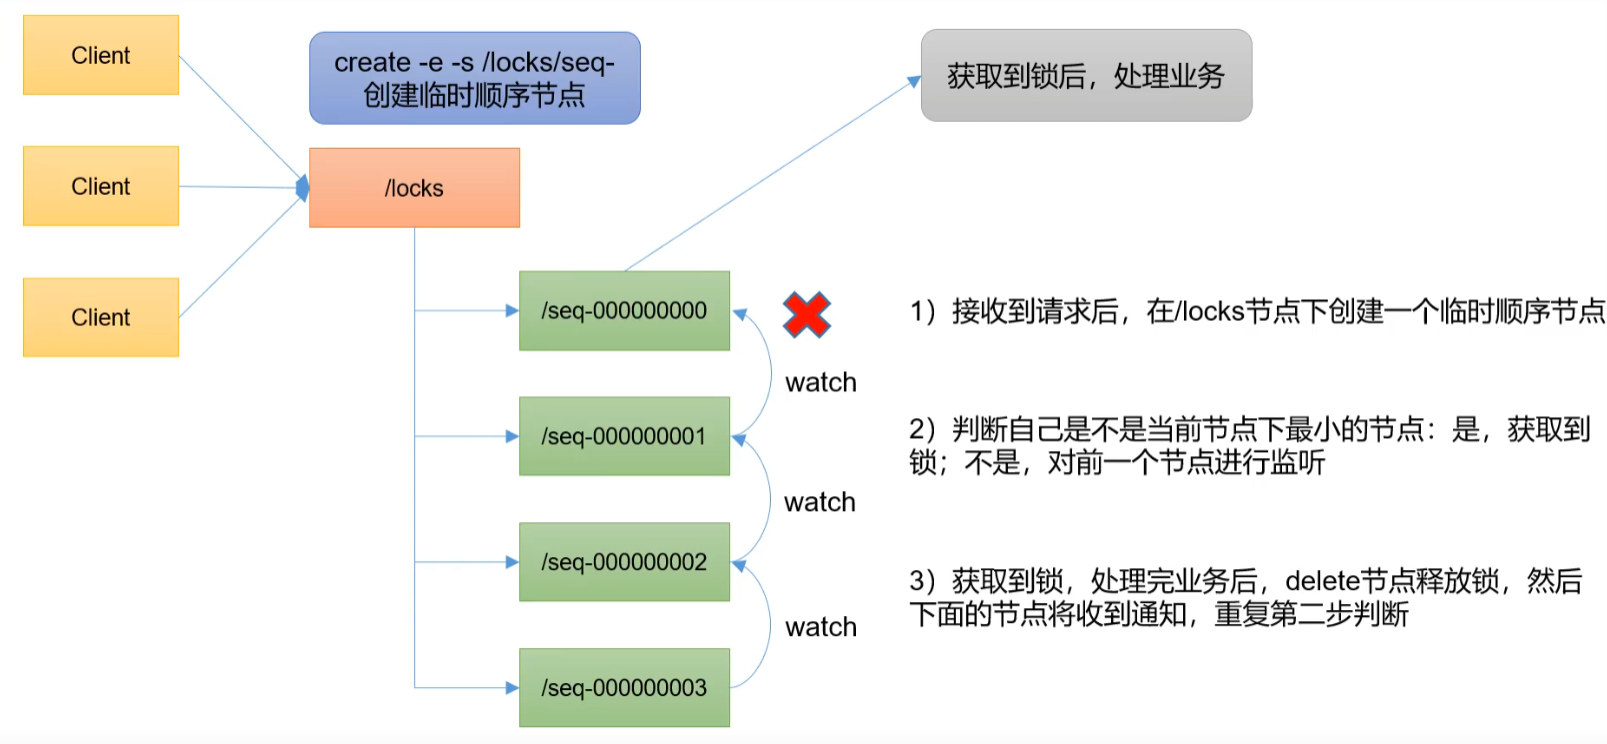 Client
create -e -s /locks/seq-
创建临时顺序节点
获取到锁后，处理业务
Client
/locks
Client
/seq-000000000
1）接收到请求后，在/locks节点下创建一个临时顺序节点
watch
/seq-000000001
2）判断自己是不是当前节点下最小的节点：是，获取到
锁；不是，对前一个节点进行监听
watch
/seq-000000002
3）获取到锁，处理完业务后，delete节点释放锁，然后
下面的节点将收到通知，重复第二步判断
watch
/seq-000000003